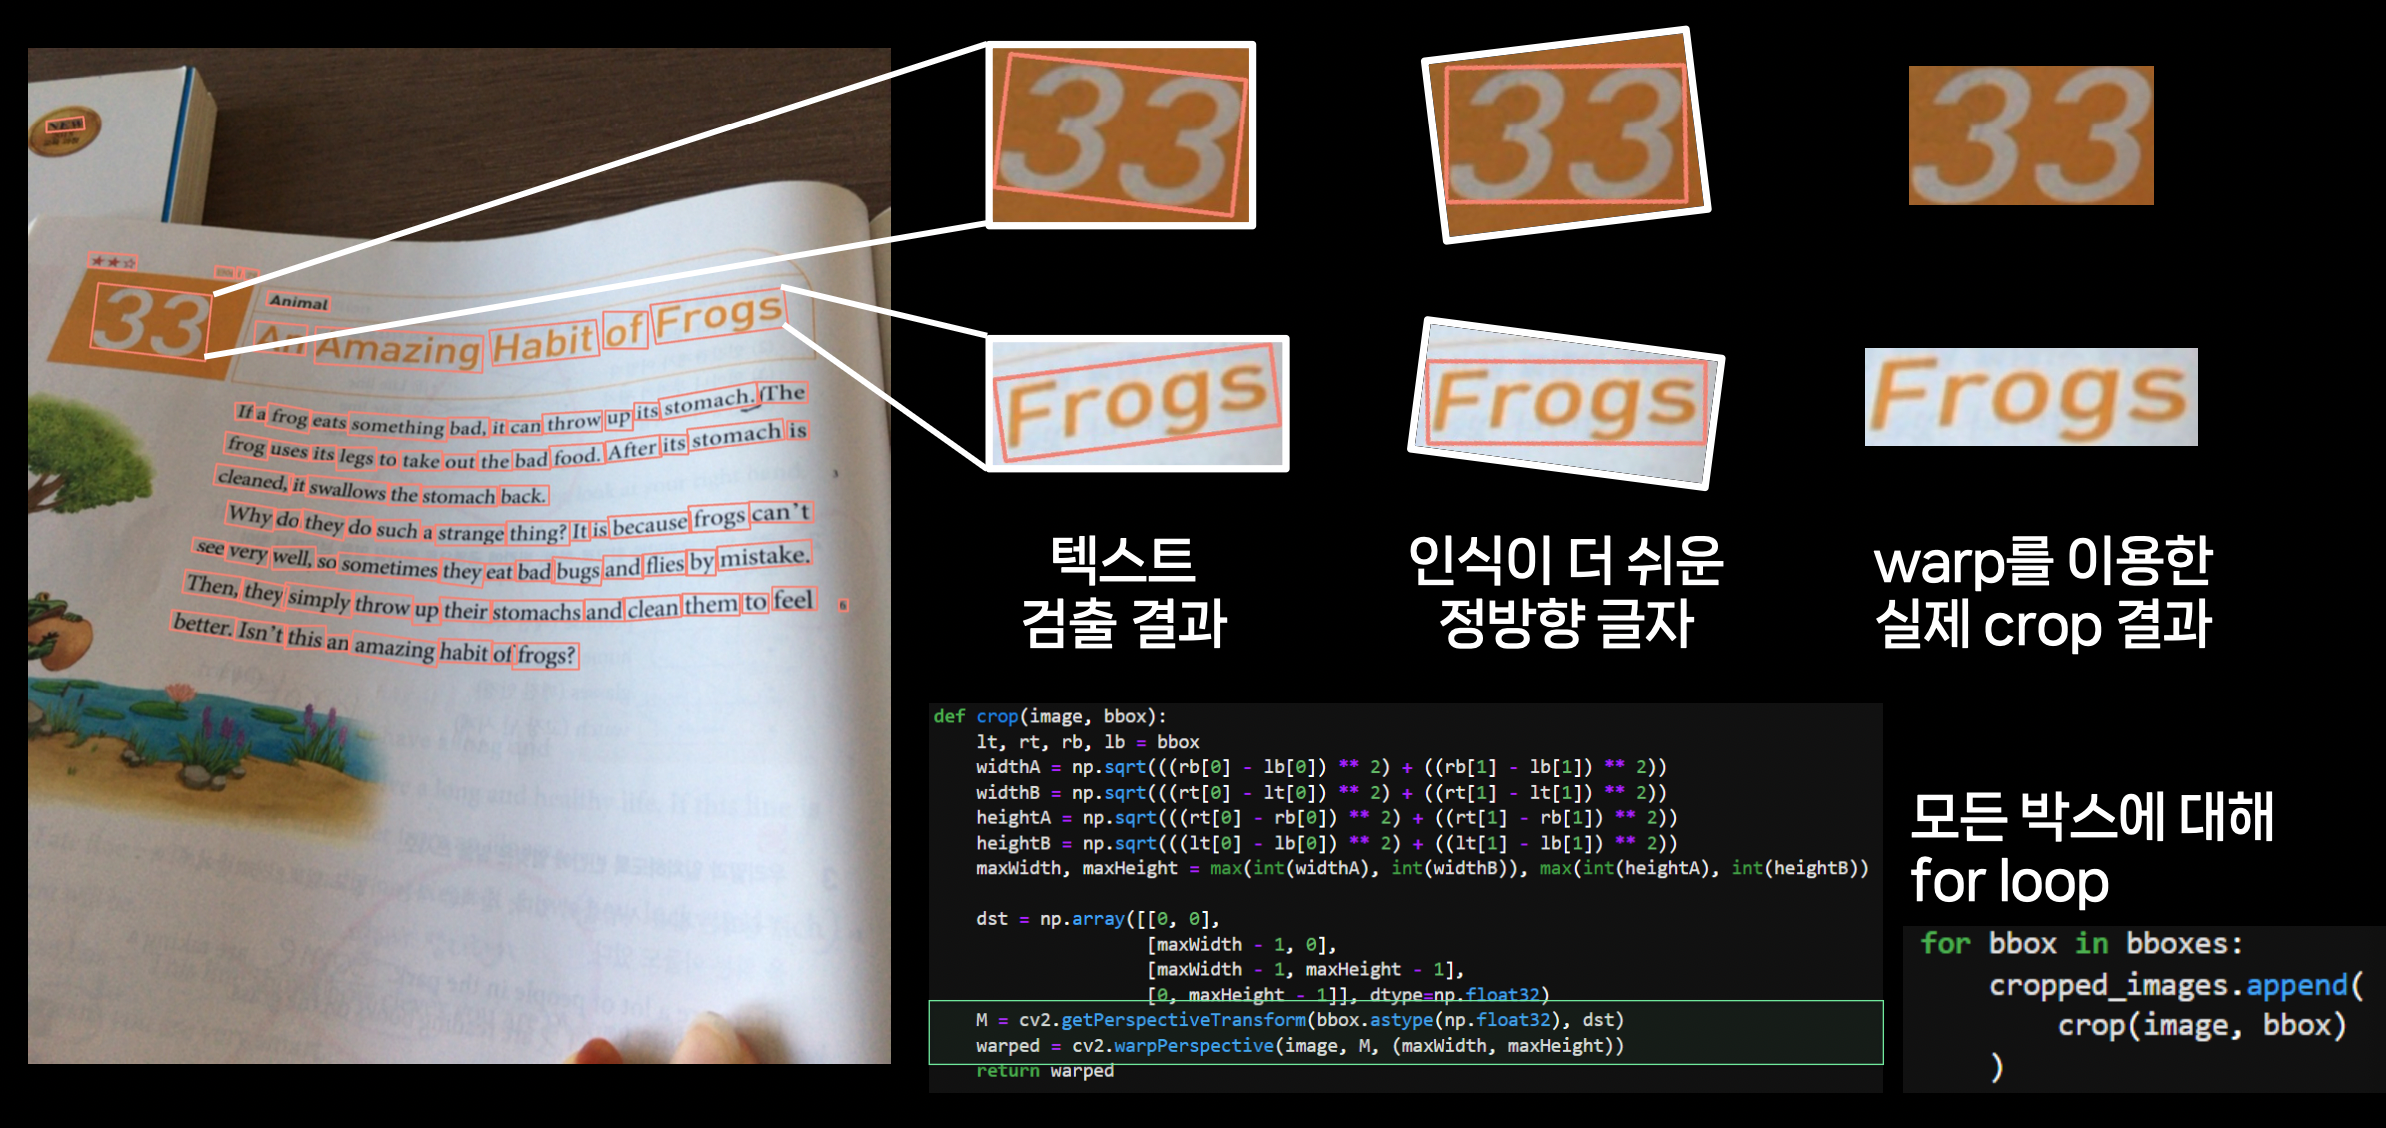 NEW
★★☆
33
Animal
An Amazing Habit of Frogs
If a frog eats something bad, it can throw up its stomach. The
frog uses its legs to take out the bad food. After its stomach is
cleaned, it swallows the stomach back.
Why do they do such a strange thing? It is because frogs can't
see very well, so sometimes they eat bad bugs and flies by mistake.
Then, they simply throw up their stomachs and clean them to feel
better. Isn't this an amazing habit of frogs?
3
6
33
33
33
Frogs
Frogs
Frogs
텍스트
검출 결과
인식이 더 쉬운
정방향 글자
warp를 이용한
실제 crop 결과
def crop(image, bbox):
    lt, rt, rb, lb = bbox
    widthA = np.sqrt(((rb[0] - lb[0]) ** 2) + ((rb[1] - lb[1]) ** 2))
    widthB = np.sqrt(((rt[0] - lt[0]) ** 2) + ((rt[1] - lt[1]) ** 2))
    heightA = np.sqrt(((rt[0] - rb[0]) ** 2) + ((rt[1] - rb[1]) ** 2))
    heightB = np.sqrt(((lt[0] - lb[0]) ** 2) + ((lt[1] - lb[1]) ** 2))
    maxWidth, maxHeight = max(int(widthA), int(widthB)), max(int(heightA), int(heightB))
    dst = np.array([[0, 0],
                    [maxWidth - 1, 0],
                    [maxWidth - 1, maxHeight - 1],
                    [0, maxHeight - 1]], dtype=np.float32)
    M = cv2.getPerspectiveTransform(bbox.astype(np.float32), dst)
    warped = cv2.warpPerspective(image, M, (maxWidth, maxHeight))
    return warped
모든 박스에 대해
for loop
for bbox in bboxes:
    cropped_images.append(
        crop(image, bbox)
    )